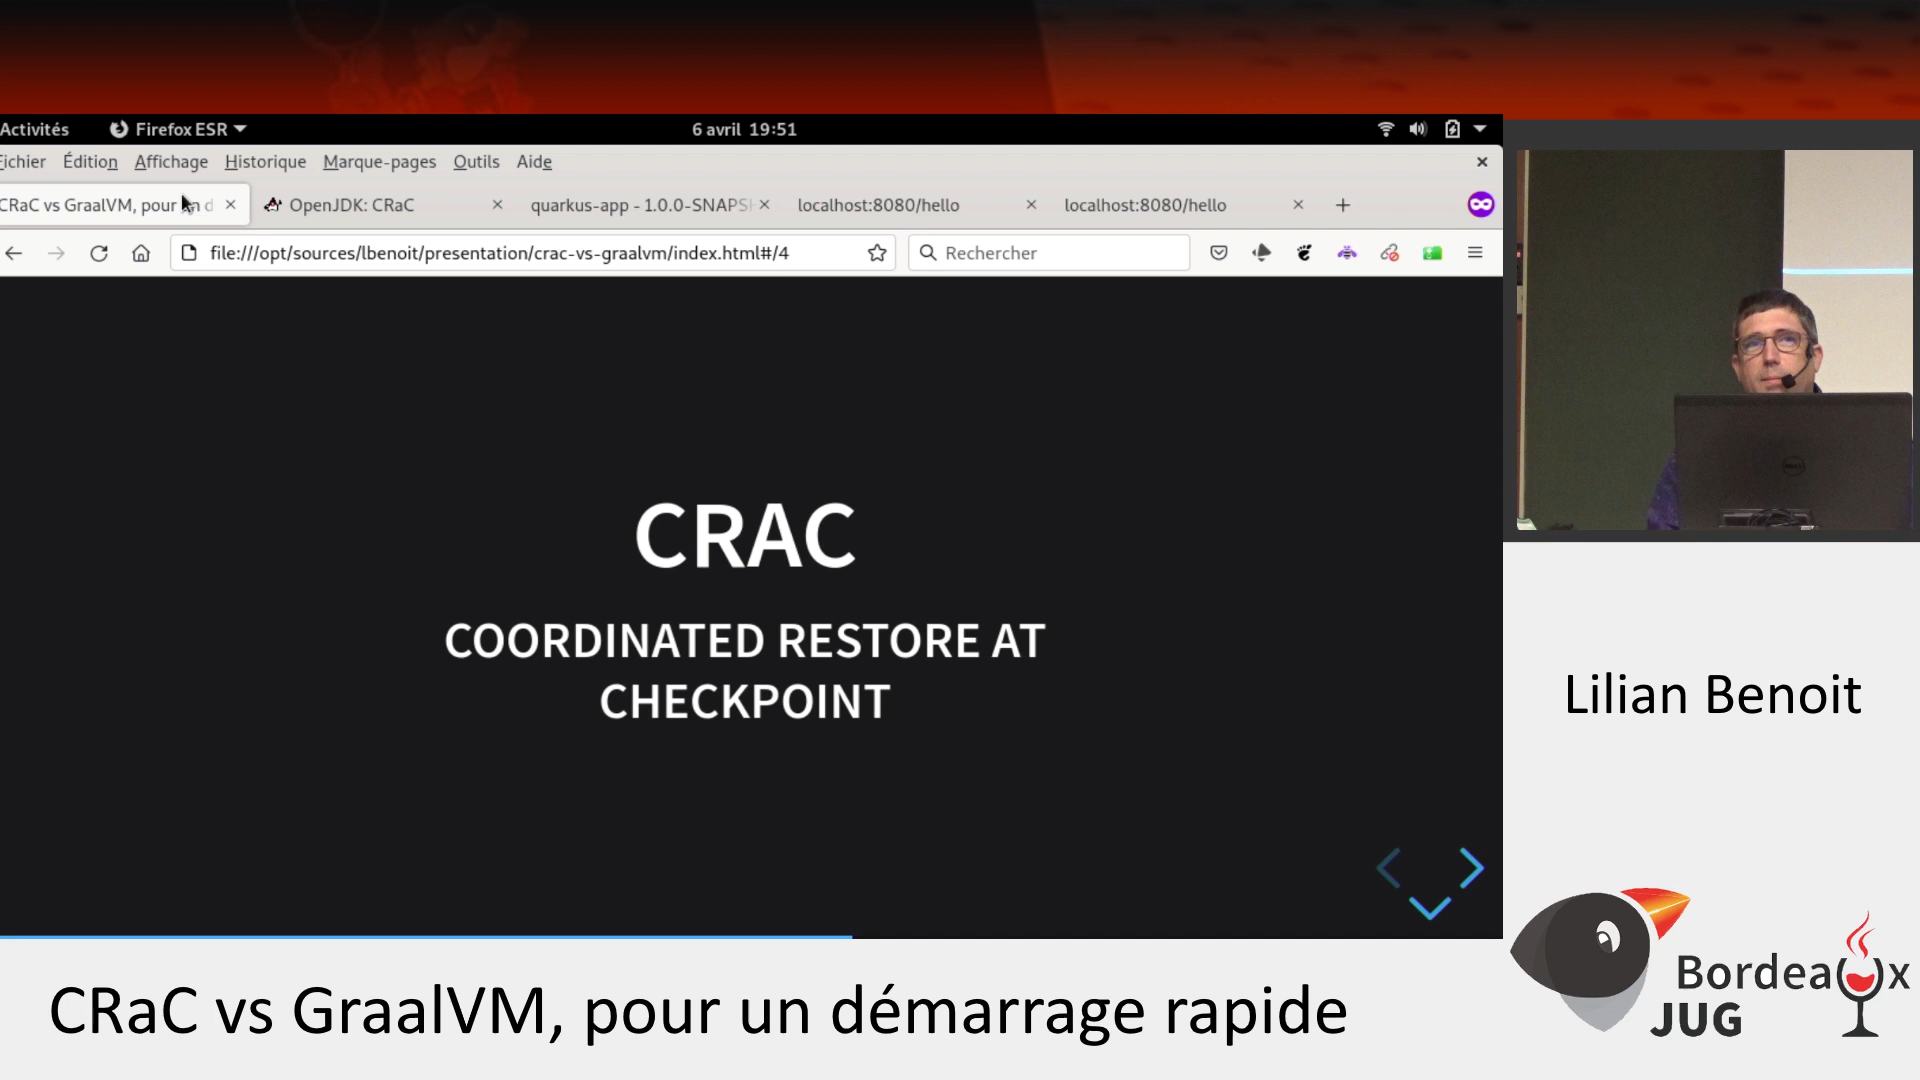 Activités
Firefox ESR
6 avril 19:51
Fichier Édition Affichage Historique Marque-pages Outils Aide
CRaC vs GraalVM, pour un d
OpenJDK: CRaC
quarkus-app - 1.0.0-SNAPS
localhost:8080/hello
localhost:8080/hello
file:///opt/sources/lbenoit/presentation/crac-vs-graalvm/index.html#/4
Rechercher
CRAC
COORDINATED RESTORE AT
CHECKPOINT
Lilian Benoit
CRaC vs GraalVM, pour un démarrage rapide
Bordeaux
JUG